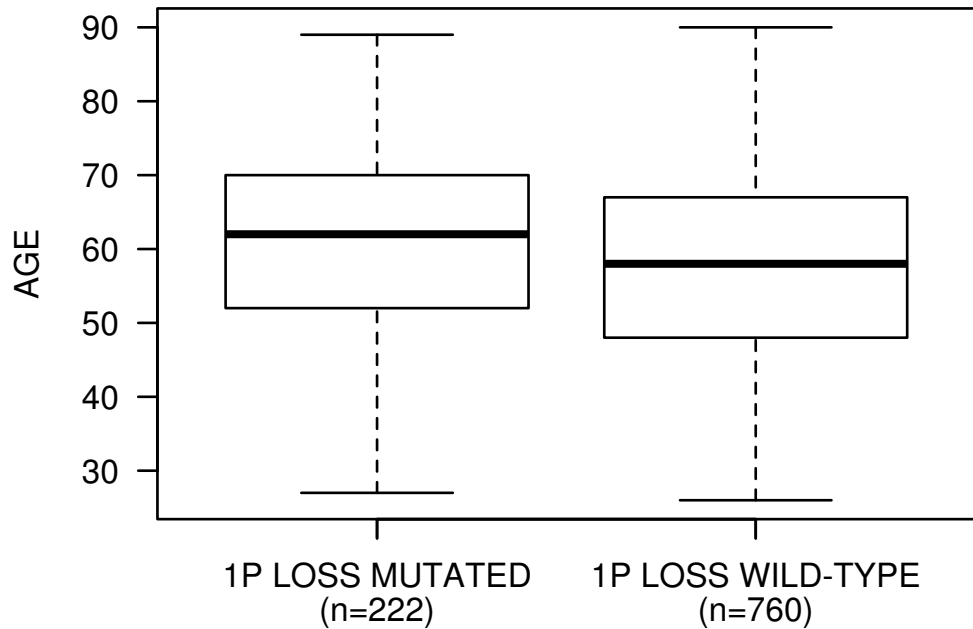 AGE
90
80
70
60
50
40
30
1P LOSS MUTATED
(n=222)
1P LOSS WILD-TYPE
(n=760)